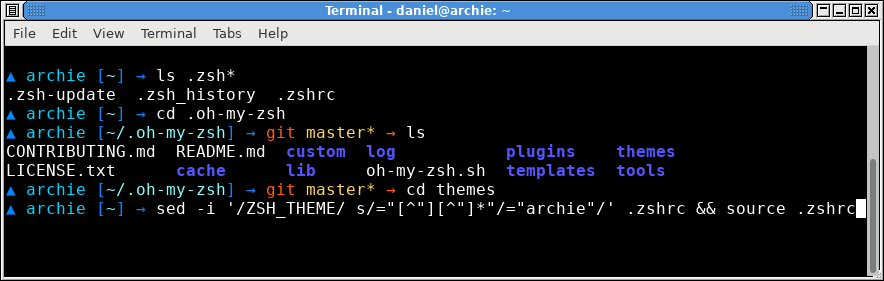 Terminal - daniel@archie: ~
File Edit View Terminal Tabs Help
▲ archie [~] → ls .zsh*
.zsh-update .zsh_history .zshrc
▲ archie [~] → cd .oh-my-zsh
▲ archie [~/.oh-my-zsh] → git master* → ls
CONTRIBUTING.md README.md custom log plugins themes
LICENSE.txt cache lib oh-my-zsh.sh templates tools
▲ archie [~/.oh-my-zsh] → git master* → cd themes
▲ archie [~] → sed -i '/ZSH_THEME/ s/="[^"][^"]*"/="archie"/' .zshrc && source .zshrc